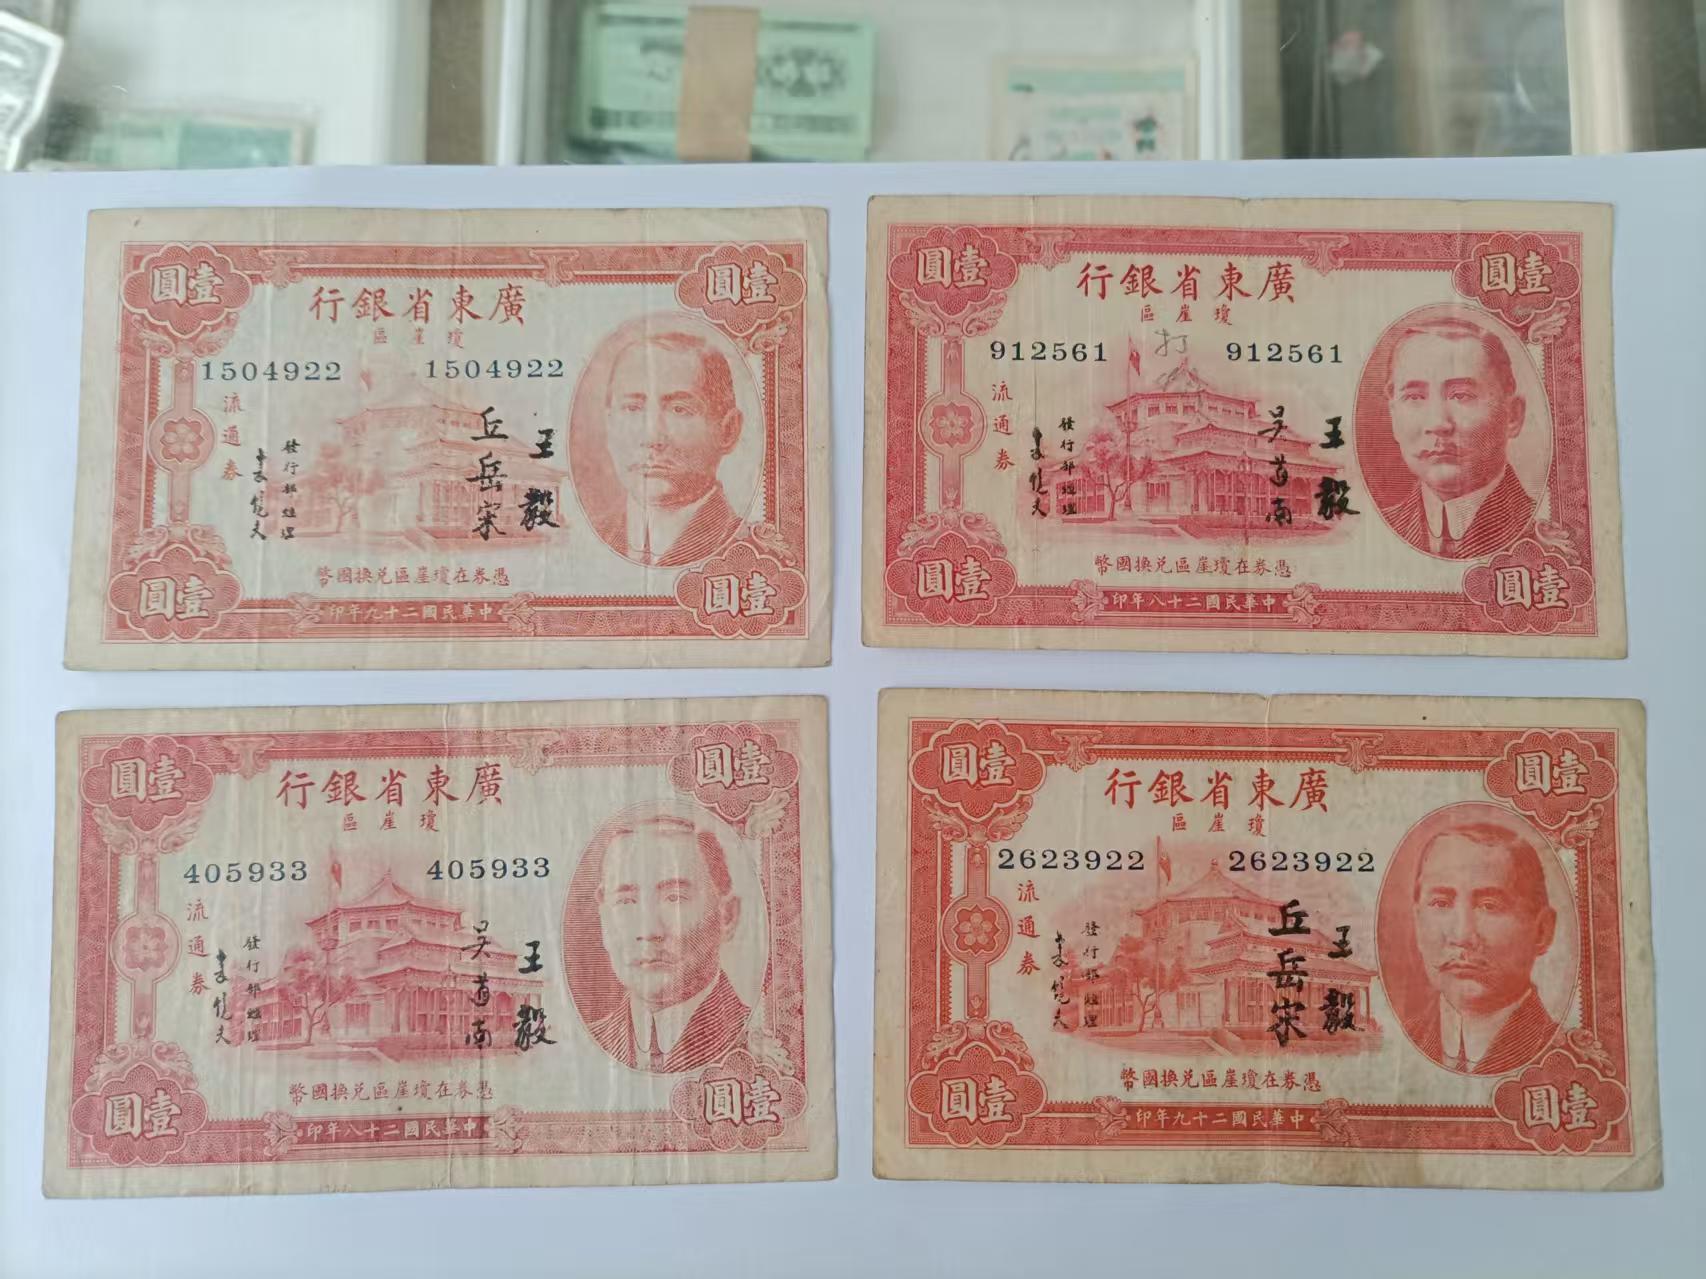 圓壹 圓壹
行銀省東廣
區崖瓊
1504922 1504922
流通券
發行部經理
丘岳宋
王毅
幣國換兌區崖瓊在券憑
圓壹 圓壹
印年九十二國民華中
圓壹 圓壹
行銀省東廣
區崖瓊
打
912561 912561
流通券
發行部經理
吴道南
王毅
幣國換兌區崖瓊在券憑
圓壹 圓壹
印年八十二國民華中
圓壹 圓壹
行銀省東廣
區崖瓊
405933 405933
流通券
發行部經理
吴道南
王毅
幣國換兌區崖瓊在券憑
圓壹 圓壹
印年八十二國民華中
圓壹 圓壹
行銀省東廣
區崖瓊
2623922 2623922
流通券
發行部經理
丘岳宋
王毅
幣國換兌區崖瓊在券憑
圓壹 圓壹
印年九十二國民華中